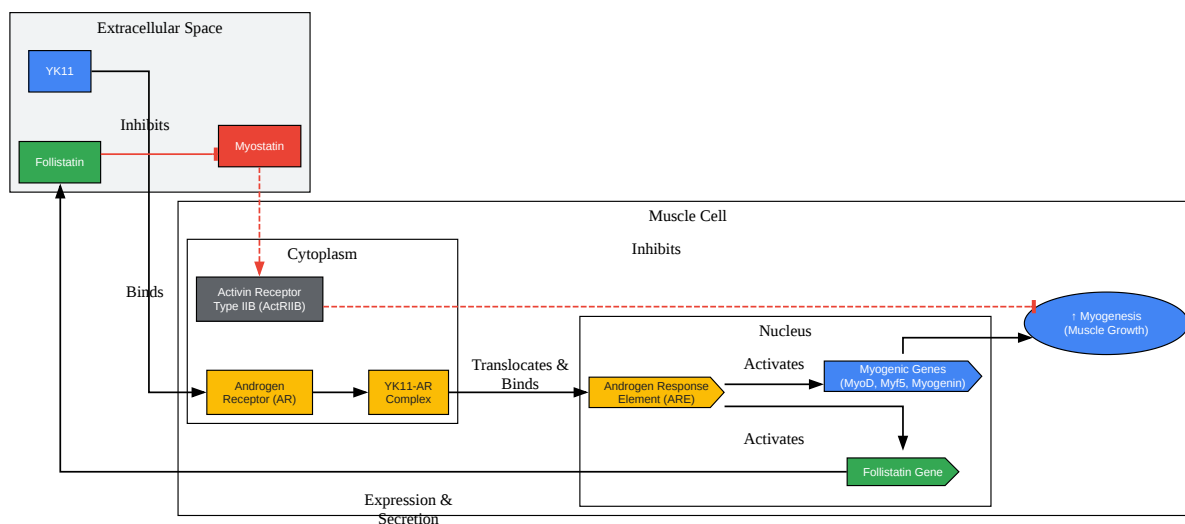 Extracellular Space
YK11
Inhibits
Myostatin
Follistatin
Muscle Cell
Inhibits
Cytoplasm
Activin Receptor
Type IIB (ActRIIB)
Binds
↑ Myogenesis
(Muscle Growth)
Nucleus
Translocates &
Binds
Activates
Myogenic Genes
(MyoD, Myf5, Myogenin)
Androgen
Receptor (AR)
YK11-AR
Complex
Androgen Response
Element (ARE)
Activates
Follistatin Gene
Expression &
Secretion